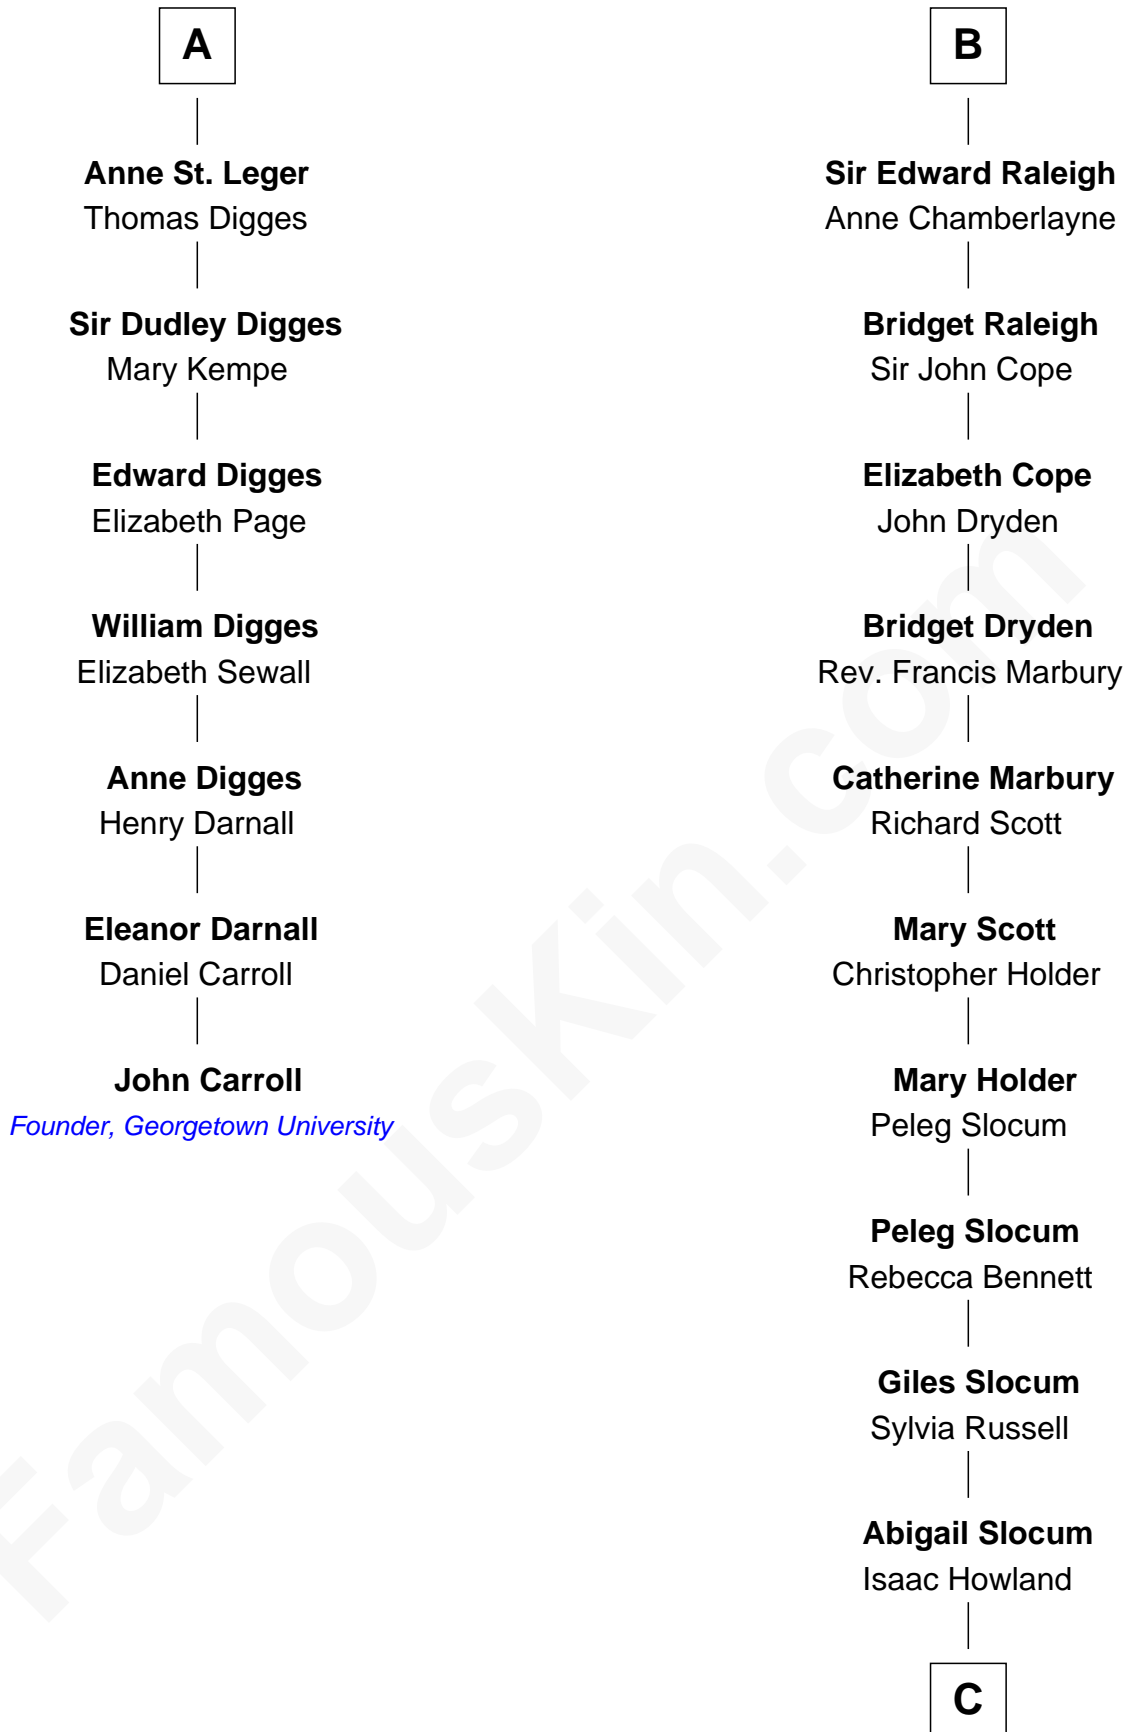 A
Anne St. Leger
Thomas Digges
Sir Dudley Digges
Mary Kempe
Edward Digges
Elizabeth Page
William Digges
Elizabeth Sewall
Anne Digges
Henry Darnall
Eleanor Darnall
Daniel Carroll
John Carroll
Founder, Georgetown University
B
Sir Edward Raleigh
Anne Chamberlayne
Bridget Raleigh
Sir John Cope
Elizabeth Cope
John Dryden
Bridget Dryden
Rev. Francis Marbury
Catherine Marbury
Richard Scott
Mary Scott
Christopher Holder
Mary Holder
Peleg Slocum
Peleg Slocum
Rebecca Bennett
Giles Slocum
Sylvia Russell
Abigail Slocum
Isaac Howland
C
FamousKin.com